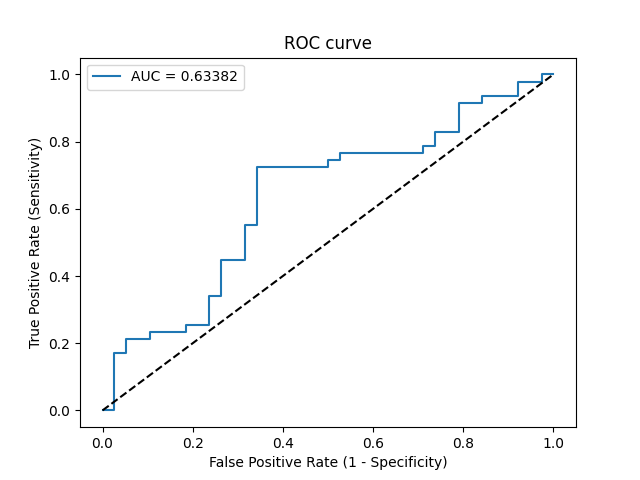 ROC curve
AUC = 0.63382
True Positive Rate (Sensitivity)
1.0
0.8
0.6
0.4
0.2
0.0
0.0 0.2 0.4 0.6 0.8 1.0
False Positive Rate (1 - Specificity)